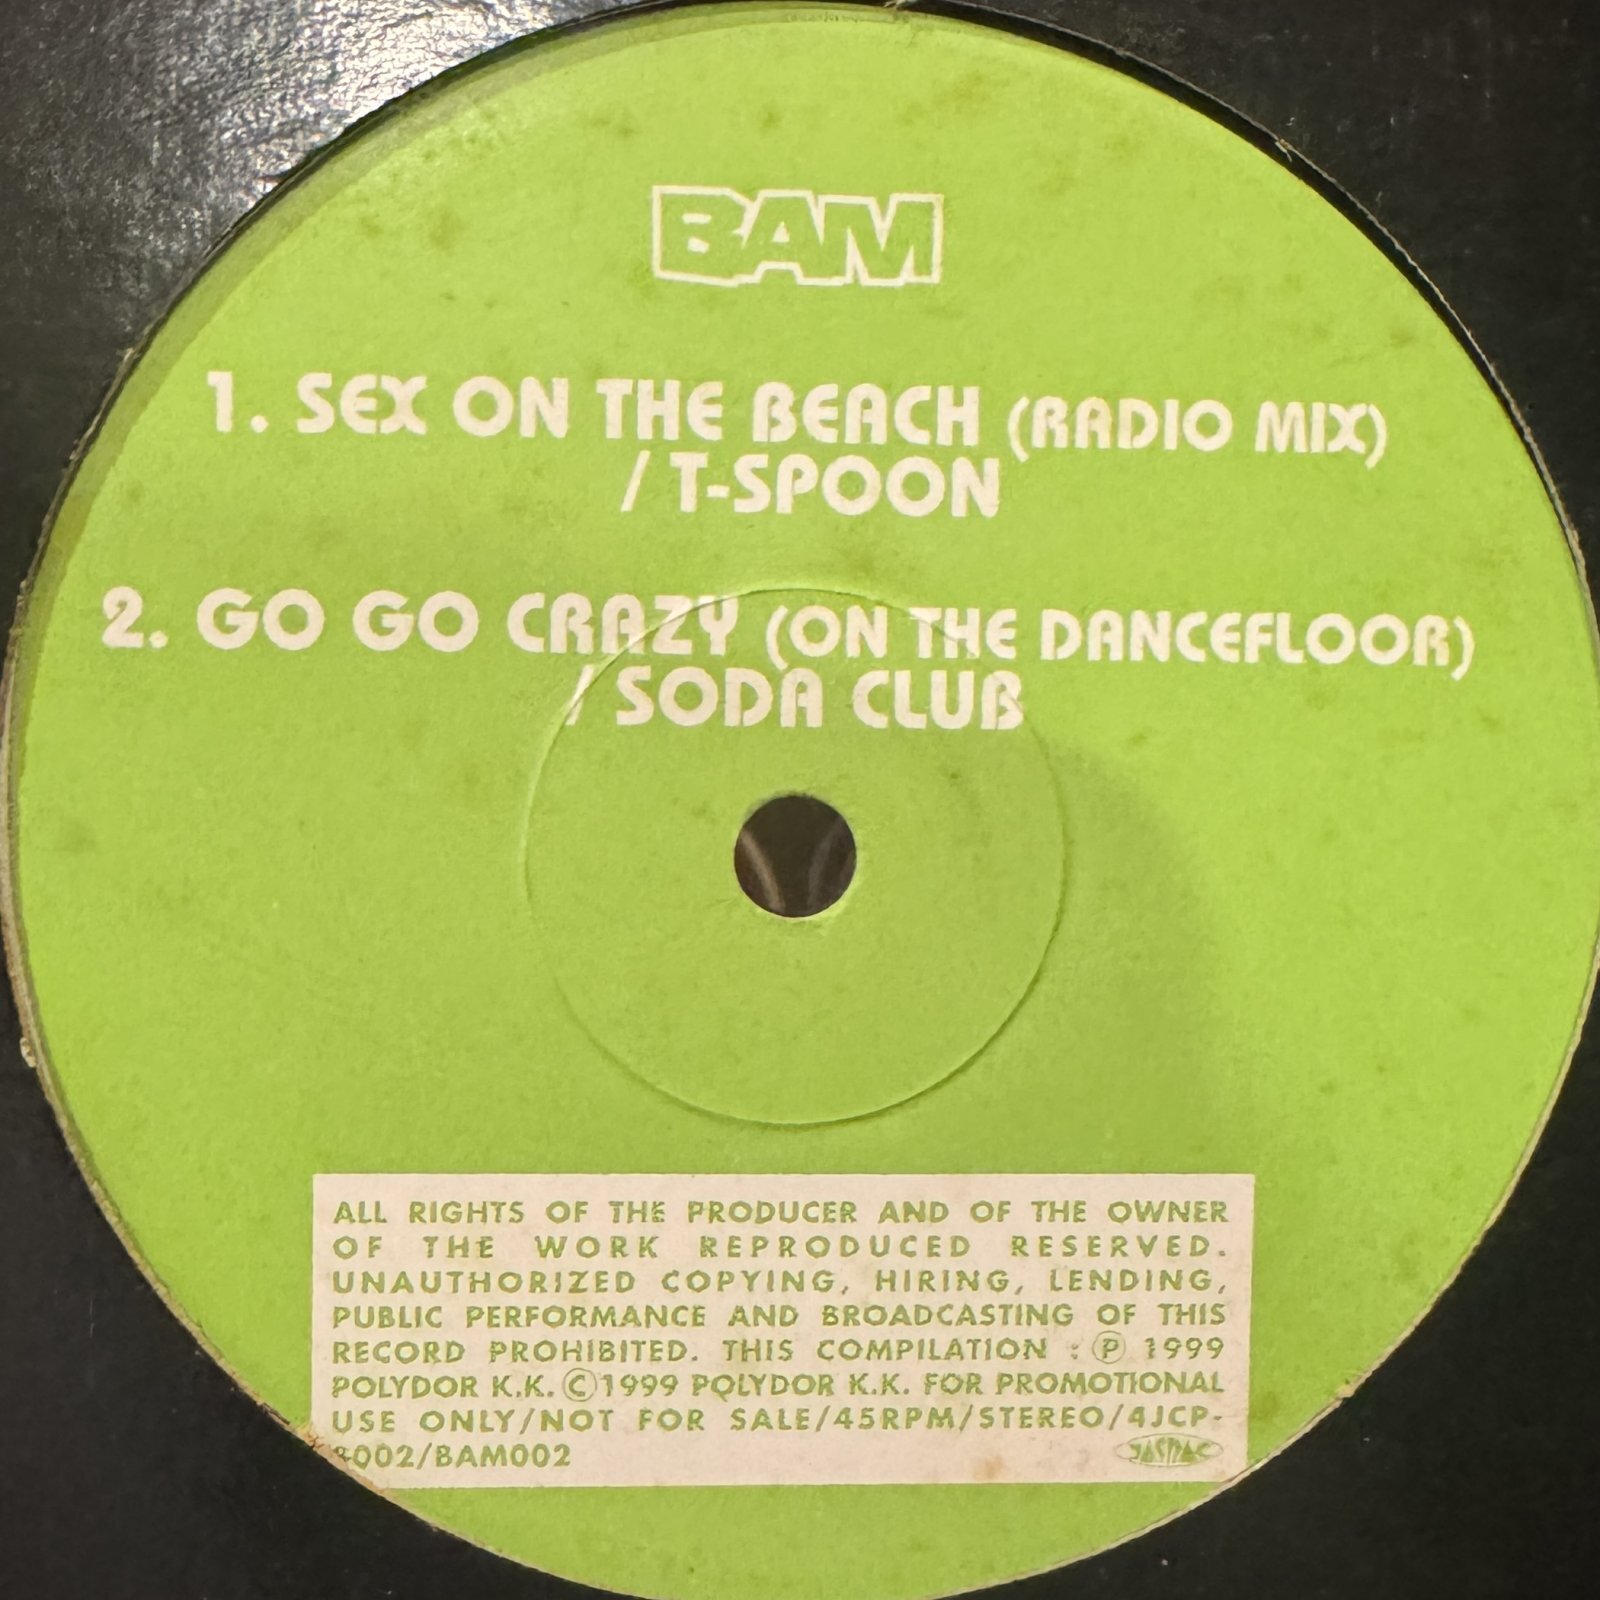 BAM
1. SEX ON THE BEACH (RADIO MIX)
/ T-SPOON
2. GO GO CRAZY (ON THE DANCEFLOOR)
/ SODA CLUB
ALL RIGHTS OF THE PRODUCER AND OF THE OWNER
OF THE WORK REPRODUCED RESERVED.
UNAUTHORIZED COPYING, HIRING, LENDING,
PUBLIC PERFORMANCE AND BROADCASTING OF THIS
RECORD PROHIBITED. THIS COMPILATION : Ⓟ 1999
POLYDOR K.K. © 1999 POLYDOR K.K. FOR PROMOTIONAL
USE ONLY/NOT FOR SALE/45RPM/STEREO/4JCP-
8002/BAM002
JASRAC